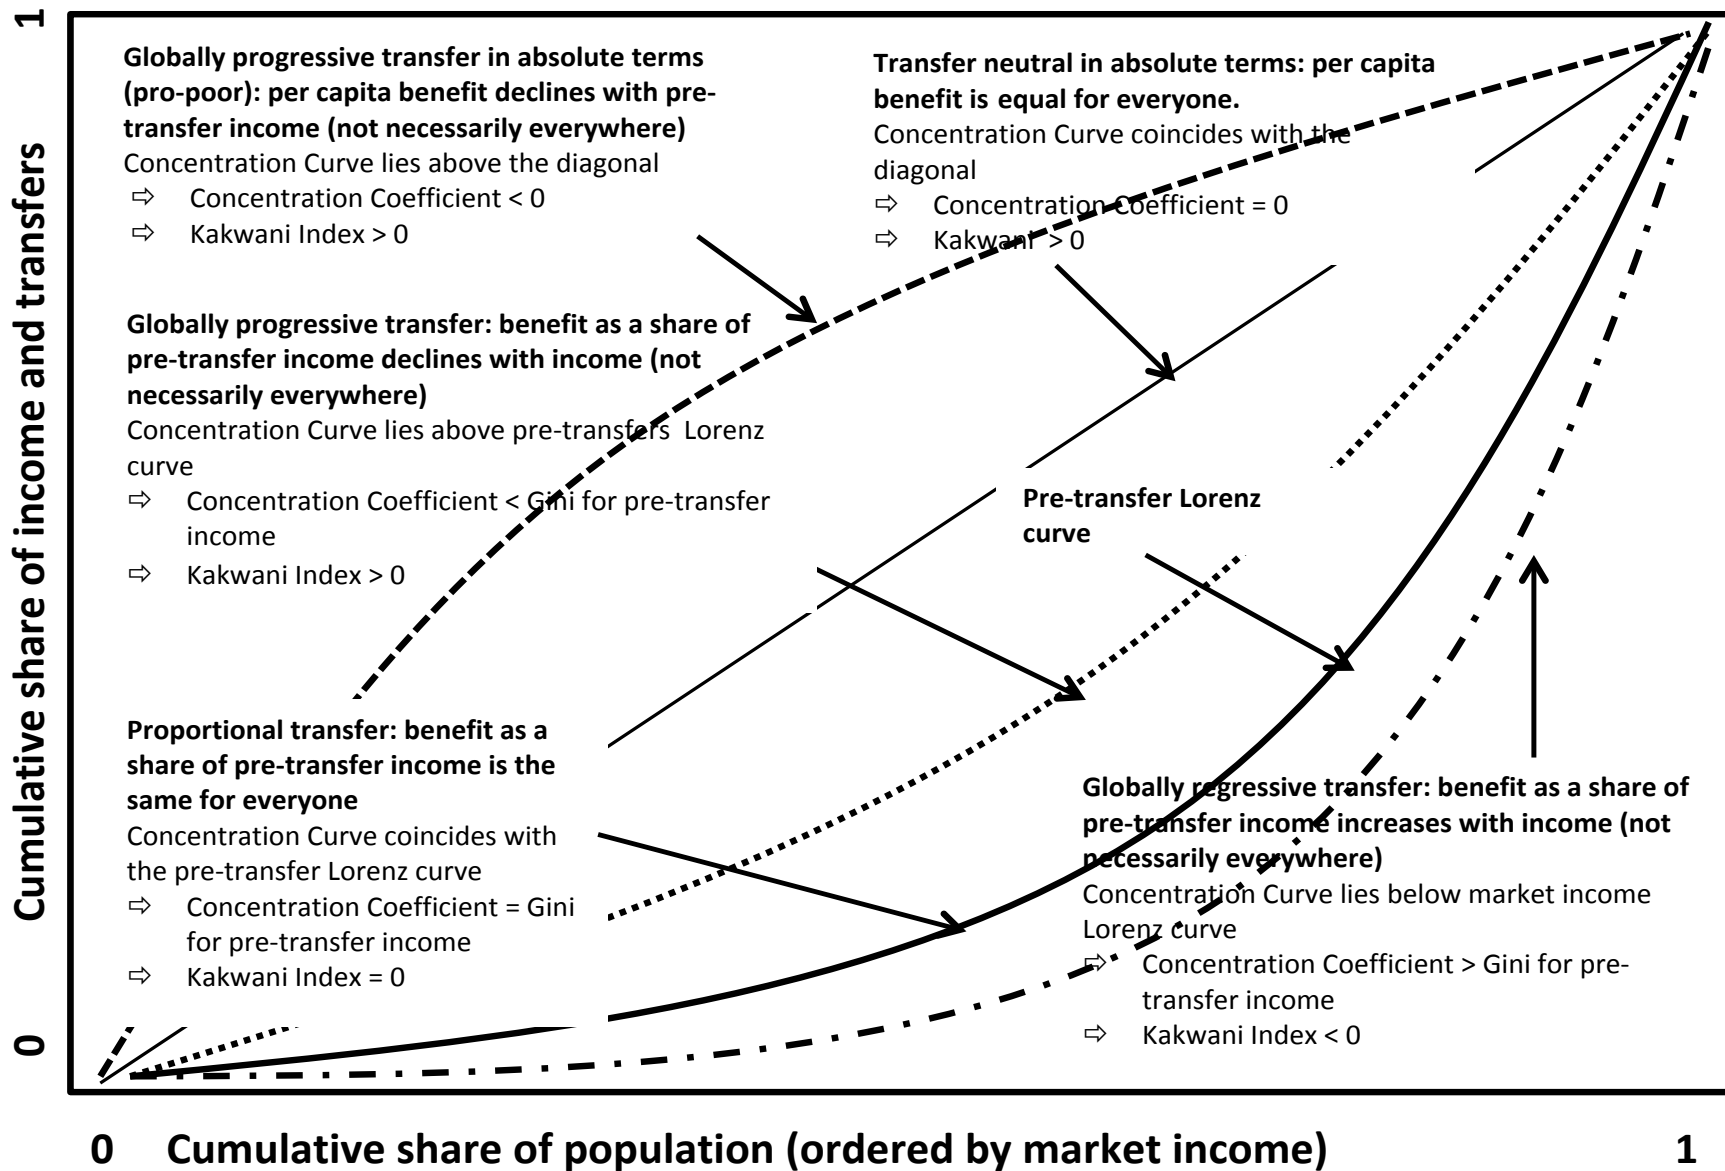 1
Cumulative share of income and transfers
0
Globally progressive transfer in absolute terms
(pro-poor): per capita benefit declines with pre-
transfer income (not necessarily everywhere)
Concentration Curve lies above the diagonal
⇨ Concentration Coefficient < 0
⇨ Kakwani Index > 0
Transfer neutral in absolute terms: per capita
benefit is equal for everyone.
Concentration Curve coincides with the
diagonal
⇨ Concentration Coefficient = 0
⇨ Kakwani > 0
Globally progressive transfer: benefit as a share of
pre-transfer income declines with income (not
necessarily everywhere)
Concentration Curve lies above pre-transfers Lorenz
curve
⇨ Concentration Coefficient < Gini for pre-transfer
income
⇨ Kakwani Index > 0
Pre-transfer Lorenz
curve
Proportional transfer: benefit as a
share of pre-transfer income is the
same for everyone
Concentration Curve coincides with
the pre-transfer Lorenz curve
⇨ Concentration Coefficient = Gini
for pre-transfer income
⇨ Kakwani Index = 0
Globally regressive transfer: benefit as a share of
pre-transfer income increases with income (not
necessarily everywhere)
Concentration Curve lies below market income
Lorenz curve
⇨ Concentration Coefficient > Gini for pre-
transfer income
⇨ Kakwani Index < 0
0 Cumulative share of population (ordered by market income) 1